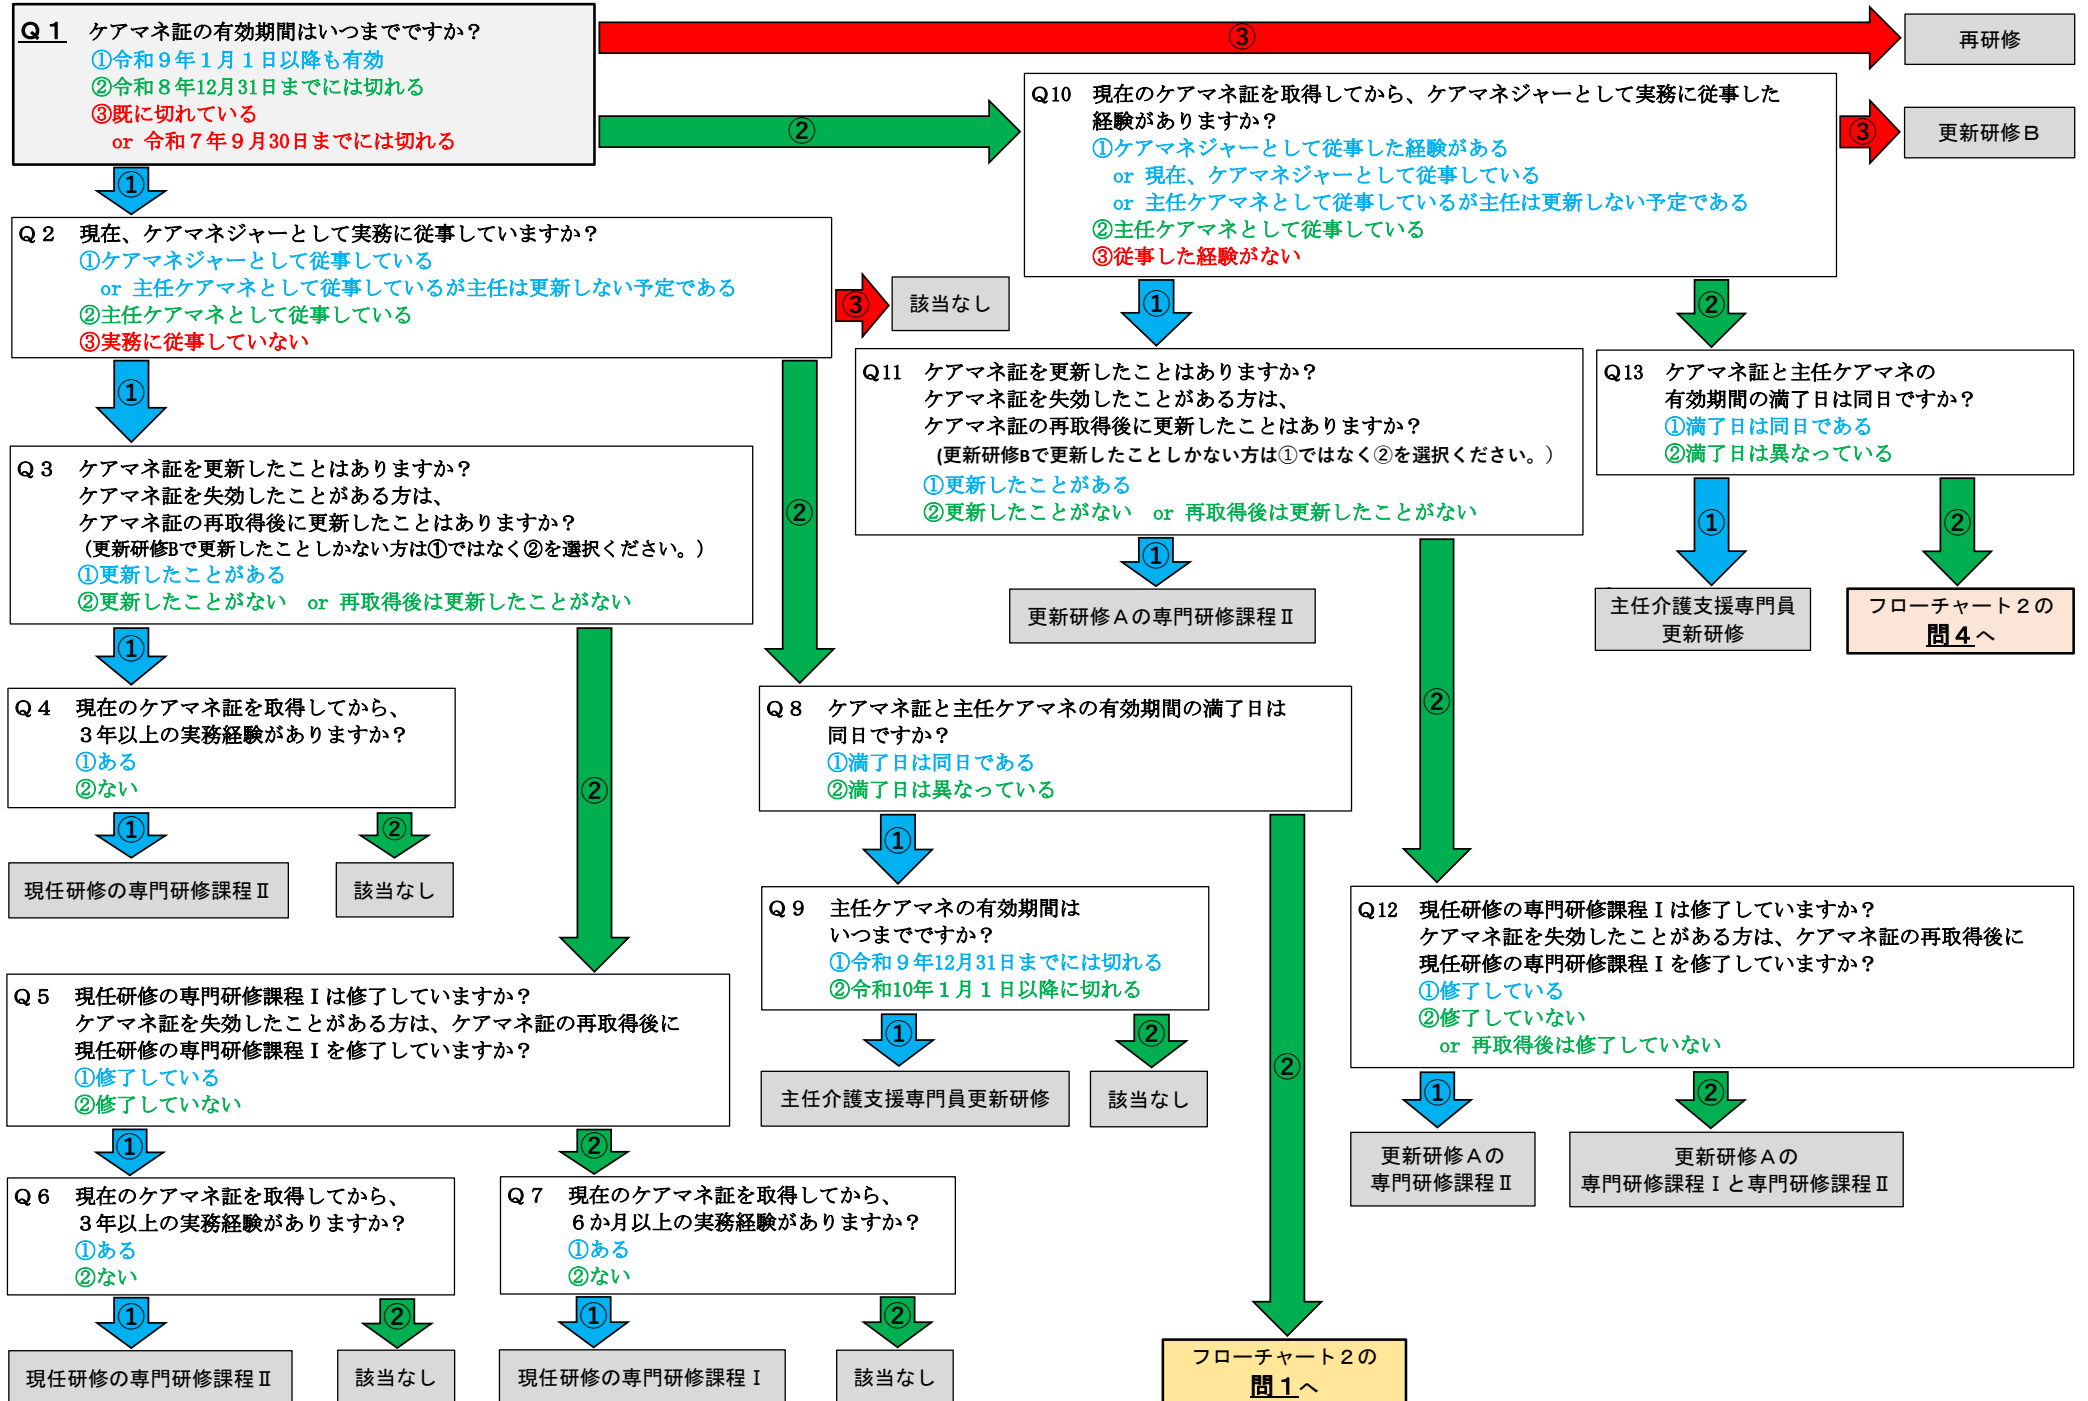 Q１ ケアマネ証の有効期間はいつまでですか？
①令和９年１月１日以降も有効
②令和８年12月31日までには切れる
③既に切れている
or 令和７年９月30日までには切れる
③
再研修
②
①
Q10 現在のケアマネ証を取得してから、ケアマネジャーとして実務に従事した
経験がありますか？
①ケアマネジャーとして従事した経験がある
or 現在、ケアマネジャーとして従事している
or 主任ケアマネとして従事しているが主任は更新しない予定である
②主任ケアマネとして従事している
③従事した経験がない
③
更新研修Ｂ
Q２ 現在、ケアマネジャーとして実務に従事していますか？
①ケアマネジャーとして従事している
or 主任ケアマネとして従事しているが主任は更新しない予定である
②主任ケアマネとして従事している
③実務に従事していない
③
該当なし
①
②
①
②
Q11 ケアマネ証を更新したことはありますか？
ケアマネ証を失効したことがある方は、
ケアマネ証の再取得後に更新したことはありますか？
(更新研修Bで更新したことしかない方は①ではなく②を選択ください。）
①更新したことがある
②更新したことがない or 再取得後は更新したことがない
Q13 ケアマネ証と主任ケアマネの
有効期間の満了日は同日ですか？
①満了日は同日である
②満了日は異なっている
①
②
Q３ ケアマネ証を更新したことはありますか？
ケアマネ証を失効したことがある方は、
ケアマネ証の再取得後に更新したことはありますか？
（更新研修Bで更新したことしかない方は①ではなく②を選択ください。）
①更新したことがある
②更新したことがない or 再取得後は更新したことがない
①
更新研修Ａの専門研修課程Ⅱ
②
主任介護支援専門員
更新研修
フローチャート２の
問４へ
①
②
Q４ 現在のケアマネ証を取得してから、
３年以上の実務経験がありますか？
①ある
②ない
①
②
現任研修の専門研修課程Ⅱ
該当なし
Q８ ケアマネ証と主任ケアマネの有効期間の満了日は
同日ですか？
①満了日は同日である
②満了日は異なっている
①
②
Q９ 主任ケアマネの有効期間は
いつまでですか？
①令和９年12月31日までには切れる
②令和10年１月１日以降に切れる
①
②
主任介護支援専門員更新研修
該当なし
Q12 現任研修の専門研修課程Ⅰは修了していますか？
ケアマネ証を失効したことがある方は、ケアマネ証の再取得後に
現任研修の専門研修課程Ⅰを修了していますか？
①修了している
②修了していない
or 再取得後は修了していない
①
②
更新研修Ａの
専門研修課程Ⅱ
更新研修Ａの
専門研修課程Ⅰと専門研修課程Ⅱ
Q５ 現任研修の専門研修課程Ⅰは修了していますか？
ケアマネ証を失効したことがある方は、ケアマネ証の再取得後に
現任研修の専門研修課程Ⅰを修了していますか？
①修了している
②修了していない
①
②
Q６ 現在のケアマネ証を取得してから、
３年以上の実務経験がありますか？
①ある
②ない
①
②
現任研修の専門研修課程Ⅱ
該当なし
Q７ 現在のケアマネ証を取得してから、
６か月以上の実務経験がありますか？
①ある
②ない
①
②
現任研修の専門研修課程Ⅰ
該当なし
フローチャート２の
問１へ